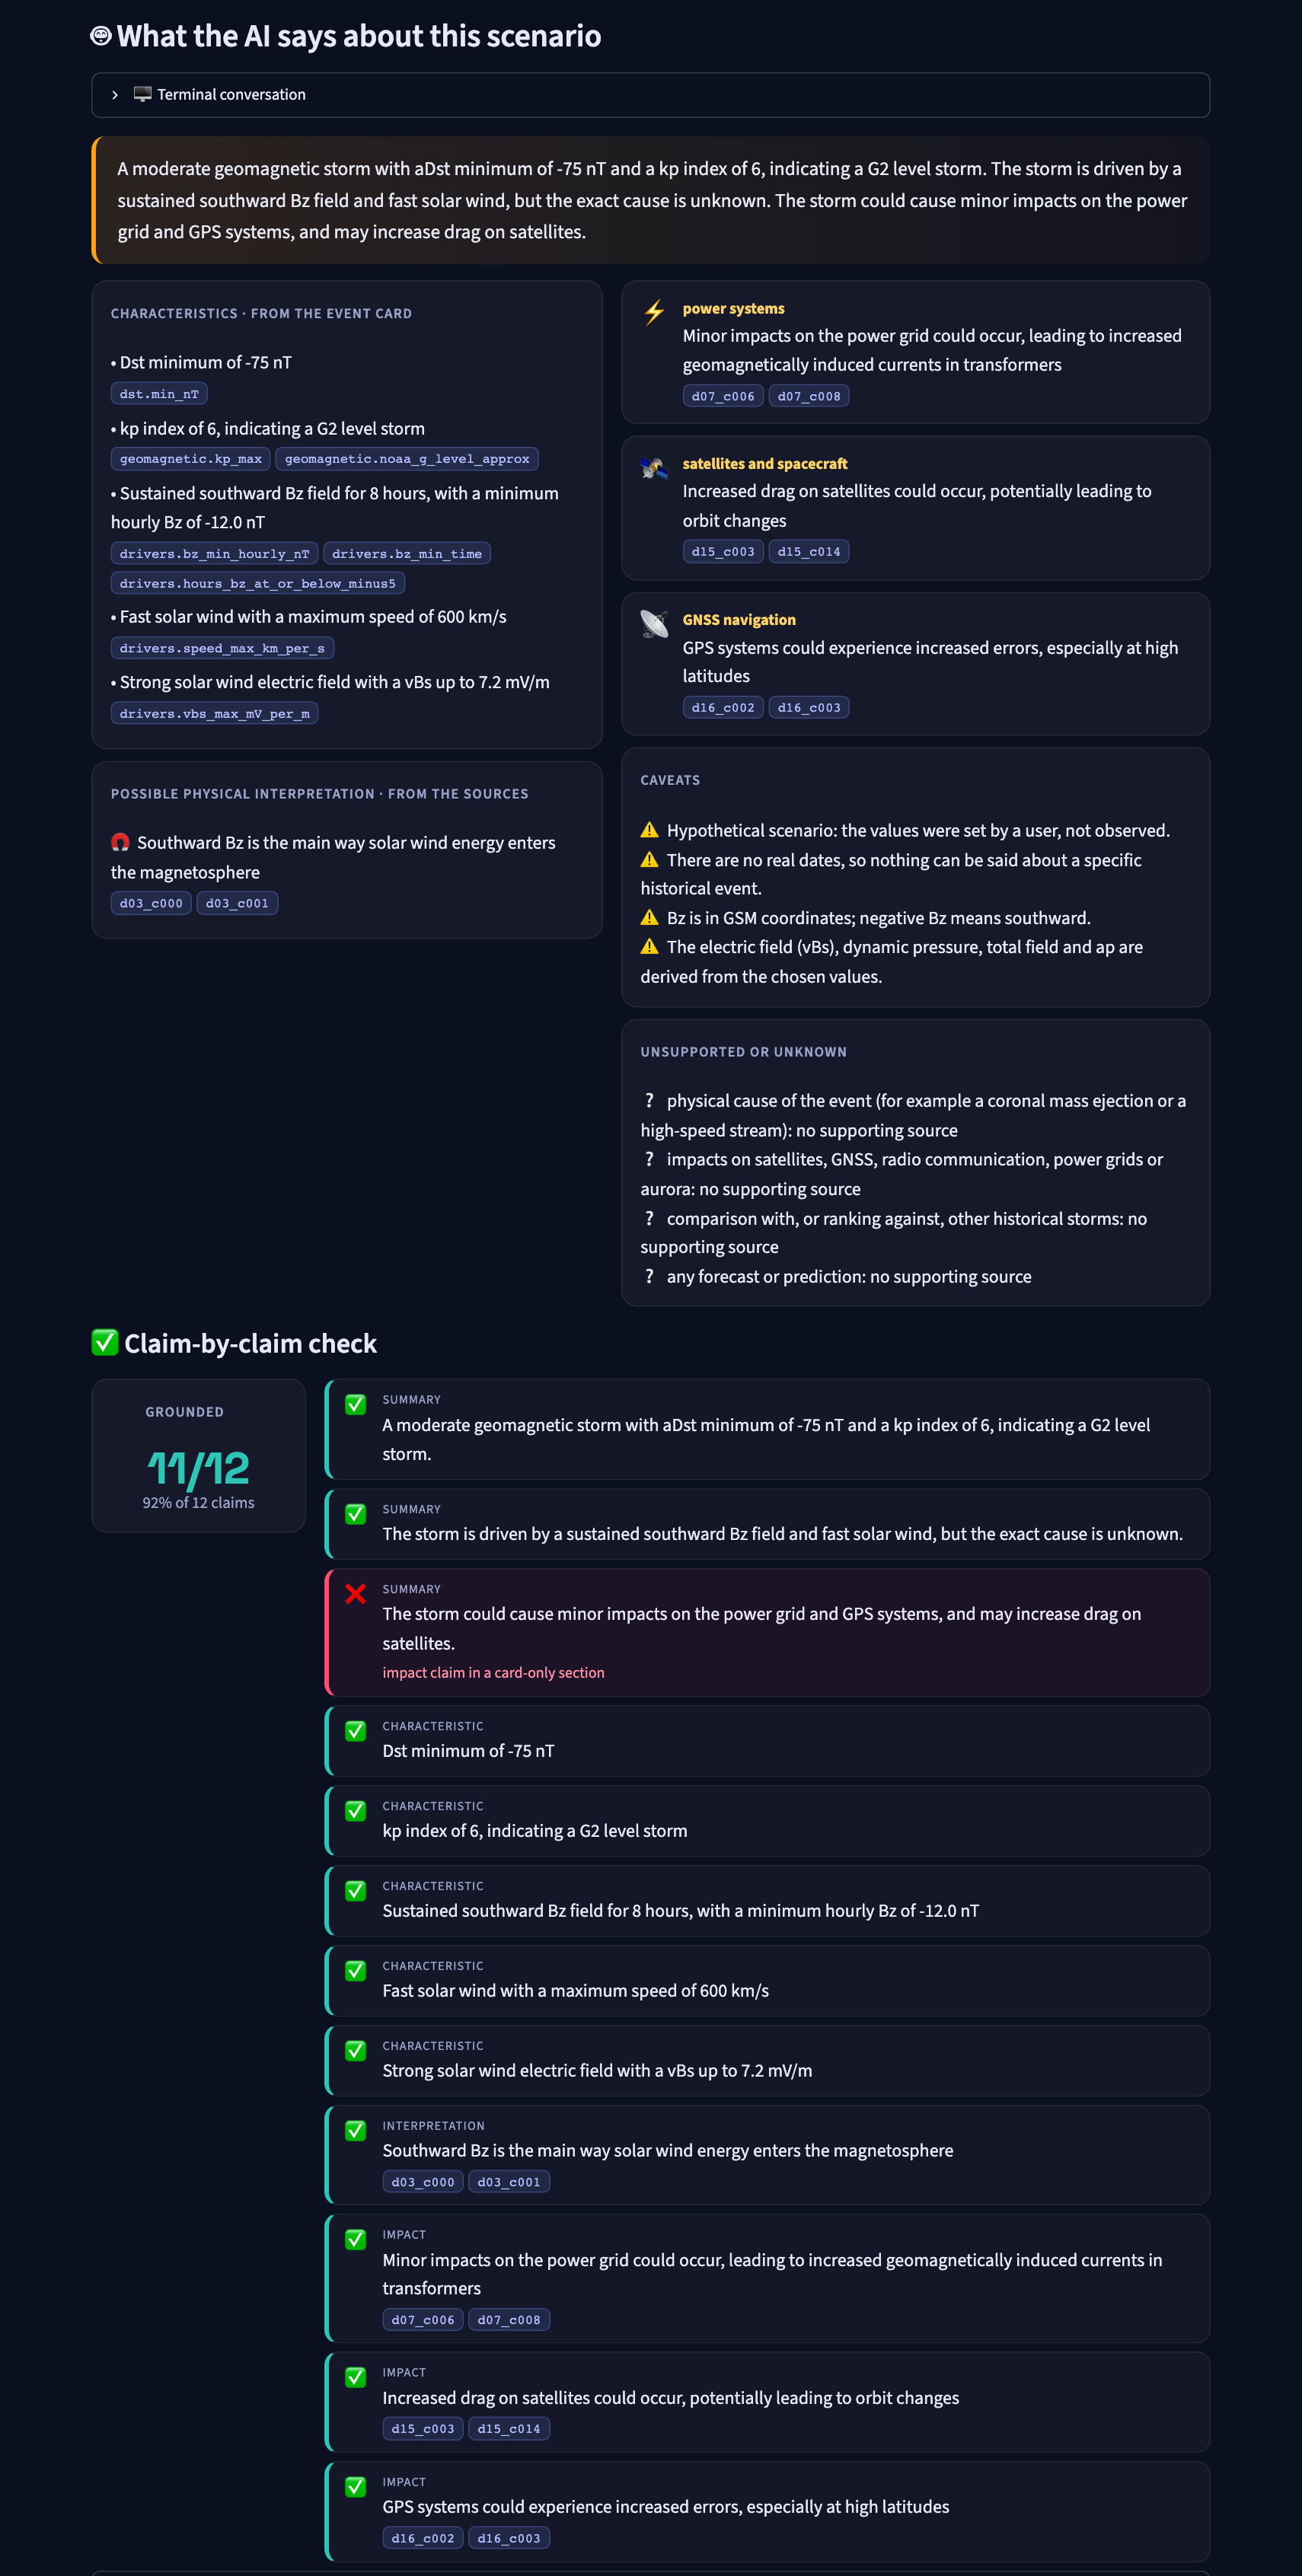 What the AI says about this scenario
Terminal conversation
A moderate geomagnetic storm with aDst minimum of -75 nT and a kp index of 6, indicating a G2 level storm. The storm is driven by a
sustained southward Bz field and fast solar wind, but the exact cause is unknown. The storm could cause minor impacts on the power
grid and GPS systems, and may increase drag on satellites.
CHARACTERISTICS · FROM THE EVENT CARD
• Dst minimum of -75 nT
dst.min_nT
• kp index of 6, indicating a G2 level storm
geomagnetic.kp_max geomagnetic.noaa_g_level_approx
• Sustained southward Bz field for 8 hours, with a minimum
hourly Bz of -12.0 nT
drivers.bz_min_hourly_nT drivers.bz_min_time
drivers.hours_bz_at_or_below_minus5
• Fast solar wind with a maximum speed of 600 km/s
drivers.speed_max_km_per_s
• Strong solar wind electric field with a vBs up to 7.2 mV/m
drivers.vbs_max_mV_per_m
POSSIBLE PHYSICAL INTERPRETATION · FROM THE SOURCES
Southward Bz is the main way solar wind energy enters
the magnetosphere
d03_c000 d03_c001
power systems
Minor impacts on the power grid could occur, leading to increased
geomagnetically induced currents in transformers
d07_c006 d07_c008
satellites and spacecraft
Increased drag on satellites could occur, potentially leading to
orbit changes
d15_c003 d15_c014
GNSS navigation
GPS systems could experience increased errors, especially at high
latitudes
d16_c002 d16_c003
CAVEATS
Hypothetical scenario: the values were set by a user, not observed.
There are no real dates, so nothing can be said about a specific
historical event.
Bz is in GSM coordinates; negative Bz means southward.
The electric field (vBs), dynamic pressure, total field and ap are
derived from the chosen values.
UNSUPPORTED OR UNKNOWN
? physical cause of the event (for example a coronal mass ejection or a
high-speed stream): no supporting source
? impacts on satellites, GNSS, radio communication, power grids or
aurora: no supporting source
? comparison with, or ranking against, other historical storms: no
supporting source
? any forecast or prediction: no supporting source
Claim-by-claim check
GROUNDED
11/12
92% of 12 claims
SUMMARY
A moderate geomagnetic storm with aDst minimum of -75 nT and a kp index of 6, indicating a G2 level
storm.
SUMMARY
The storm is driven by a sustained southward Bz field and fast solar wind, but the exact cause is unknown.
SUMMARY
The storm could cause minor impacts on the power grid and GPS systems, and may increase drag on
satellites.
impact claim in a card-only section
CHARACTERISTIC
Dst minimum of -75 nT
CHARACTERISTIC
kp index of 6, indicating a G2 level storm
CHARACTERISTIC
Sustained southward Bz field for 8 hours, with a minimum hourly Bz of -12.0 nT
CHARACTERISTIC
Fast solar wind with a maximum speed of 600 km/s
CHARACTERISTIC
Strong solar wind electric field with a vBs up to 7.2 mV/m
INTERPRETATION
Southward Bz is the main way solar wind energy enters the magnetosphere
d03_c000 d03_c001
IMPACT
Minor impacts on the power grid could occur, leading to increased geomagnetically induced currents in
transformers
d07_c006 d07_c008
IMPACT
Increased drag on satellites could occur, potentially leading to orbit changes
d15_c003 d15_c014
IMPACT
GPS systems could experience increased errors, especially at high latitudes
d16_c002 d16_c003